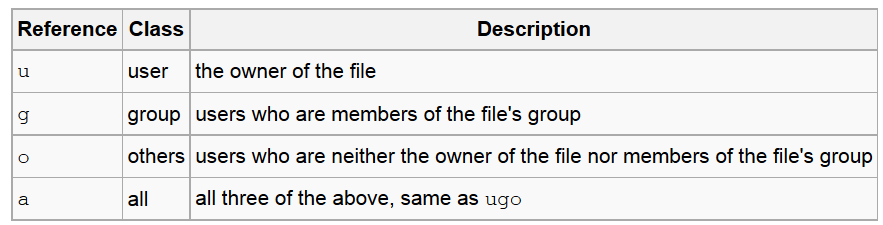 Reference Class Description
u user the owner of the file
g group users who are members of the file's group
o others users who are neither the owner of the file nor members of the file's group
a all all three of the above, same as ugo